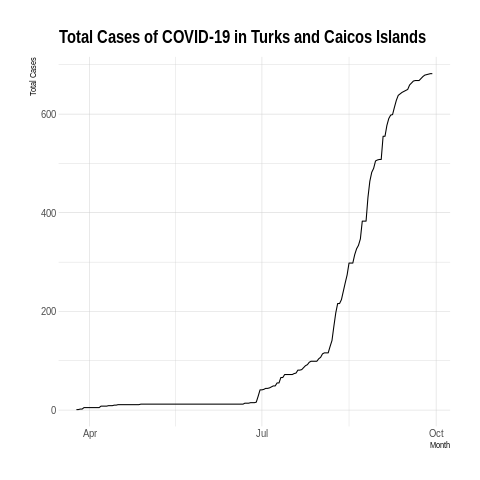 Total Cases of COVID-19 in Turks and Caicos Islands
Total Cases
600
400
200
0
Apr
Jul
Oct
Month